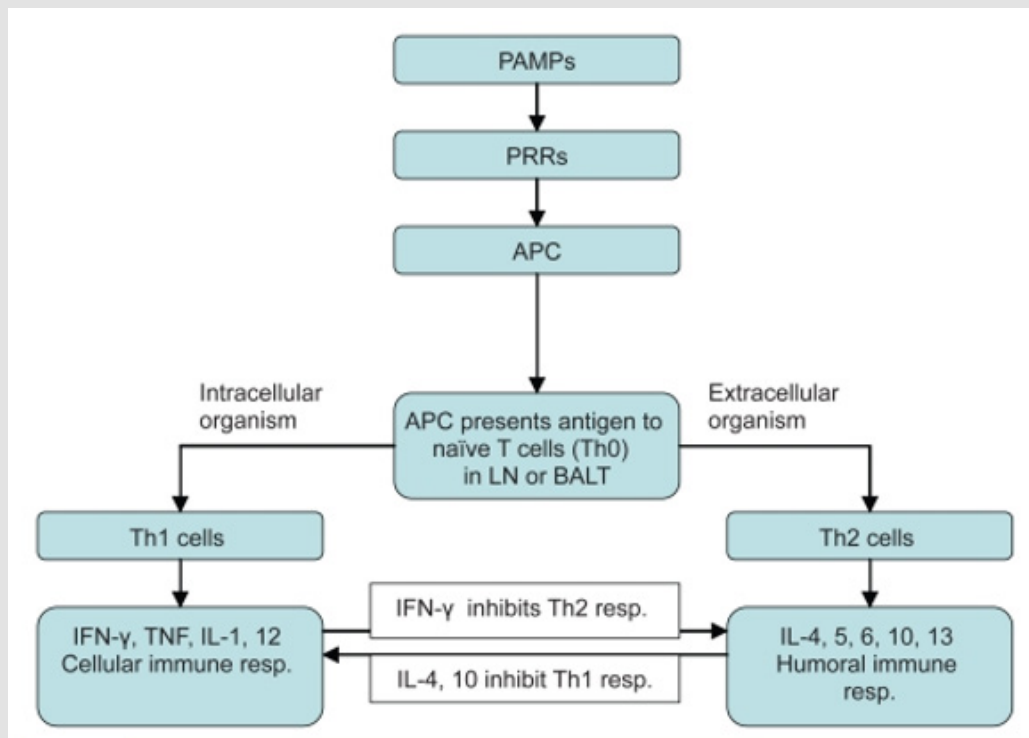 PAMPs
PRRs
APC
Intracellular
organism
APC presents antigen to
naïve T cells (Th0)
in LN or BALT
Extracellular
organism
Th1 cells
Th2 cells
IFN-γ, TNF, IL-1, 12
Cellular immune resp.
IFN-γ inhibits Th2 resp.
IL-4, 10 inhibit Th1 resp.
IL-4, 5, 6, 10, 13
Humoral immune
resp.